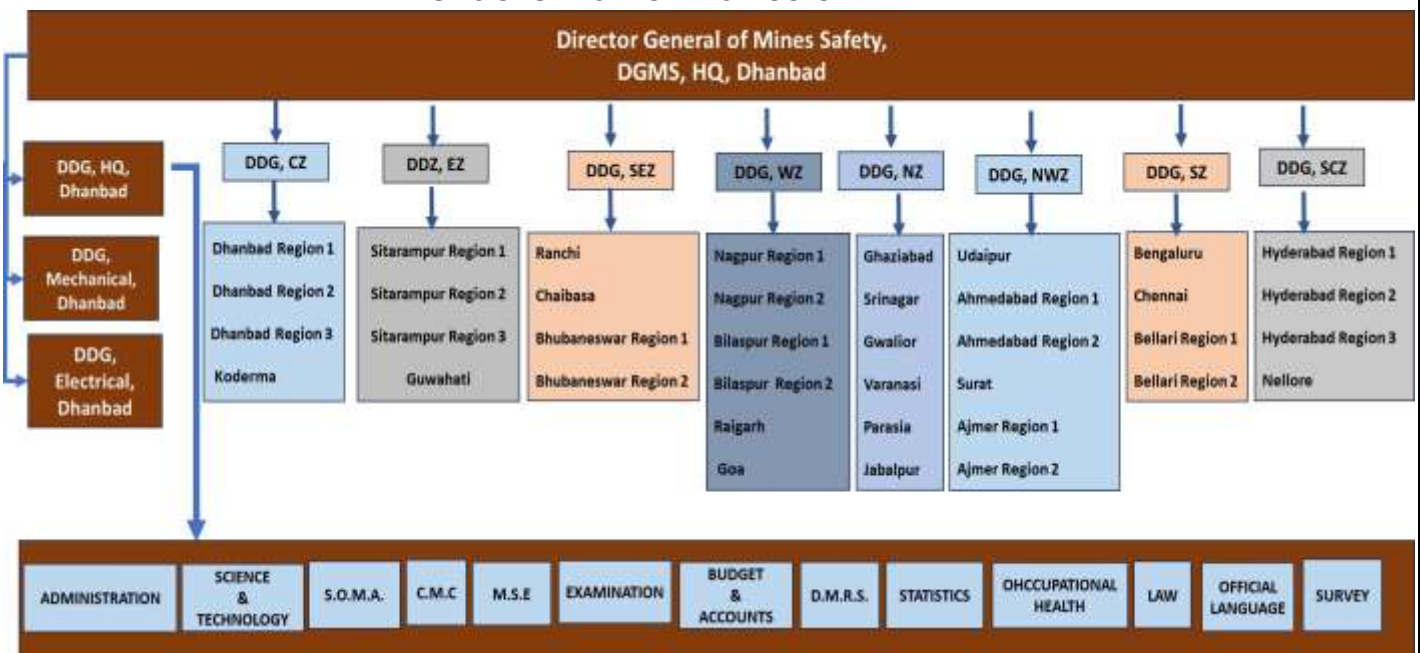 Director General of Mines Safety,
DGMS, HQ, Dhanbad
DDG, HQ,
Dhanbad
DDG,
Mechanical,
Dhanbad
DDG,
Electrical,
Dhanbad
DDG, CZ
Dhanbad Region 1
Dhanbad Region 2
Dhanbad Region 3
Koderma
DDZ, EZ
Sitarampur Region 1
Sitarampur Region 2
Sitarampur Region 3
Guwahati
DDG, SEZ
Ranchi
Chaibasa
Bhubaneswar Region 1
Bhubaneswar Region 2
DDG, WZ
Nagpur Region 1
Nagpur Region 2
Bilaspur Region 1
Bilaspur Region 2
Raigarh
Goa
DDG, NZ
Ghaziabad
Srinagar
Gwalior
Varanasi
Parasia
Jabalpur
DDG, NWZ
Udaipur
Ahmedabad Region 1
Ahmedabad Region 2
Surat
Ajmer Region 1
Ajmer Region 2
DDG, SZ
Bengaluru
Chennai
Bellari Region 1
Bellari Region 2
DDG, SCZ
Hyderabad Region 1
Hyderabad Region 2
Hyderabad Region 3
Nellore
ADMINISTRATION
SCIENCE
&
TECHNOLOGY
S.O.M.A.
C.M.C
M.S.E
EXAMINATION
BUDGET
&
ACCOUNTS
D.M.R.S.
STATISTICS
OHCCUPATIONAL
HEALTH
LAW
OFFICIAL
LANGUAGE
SURVEY